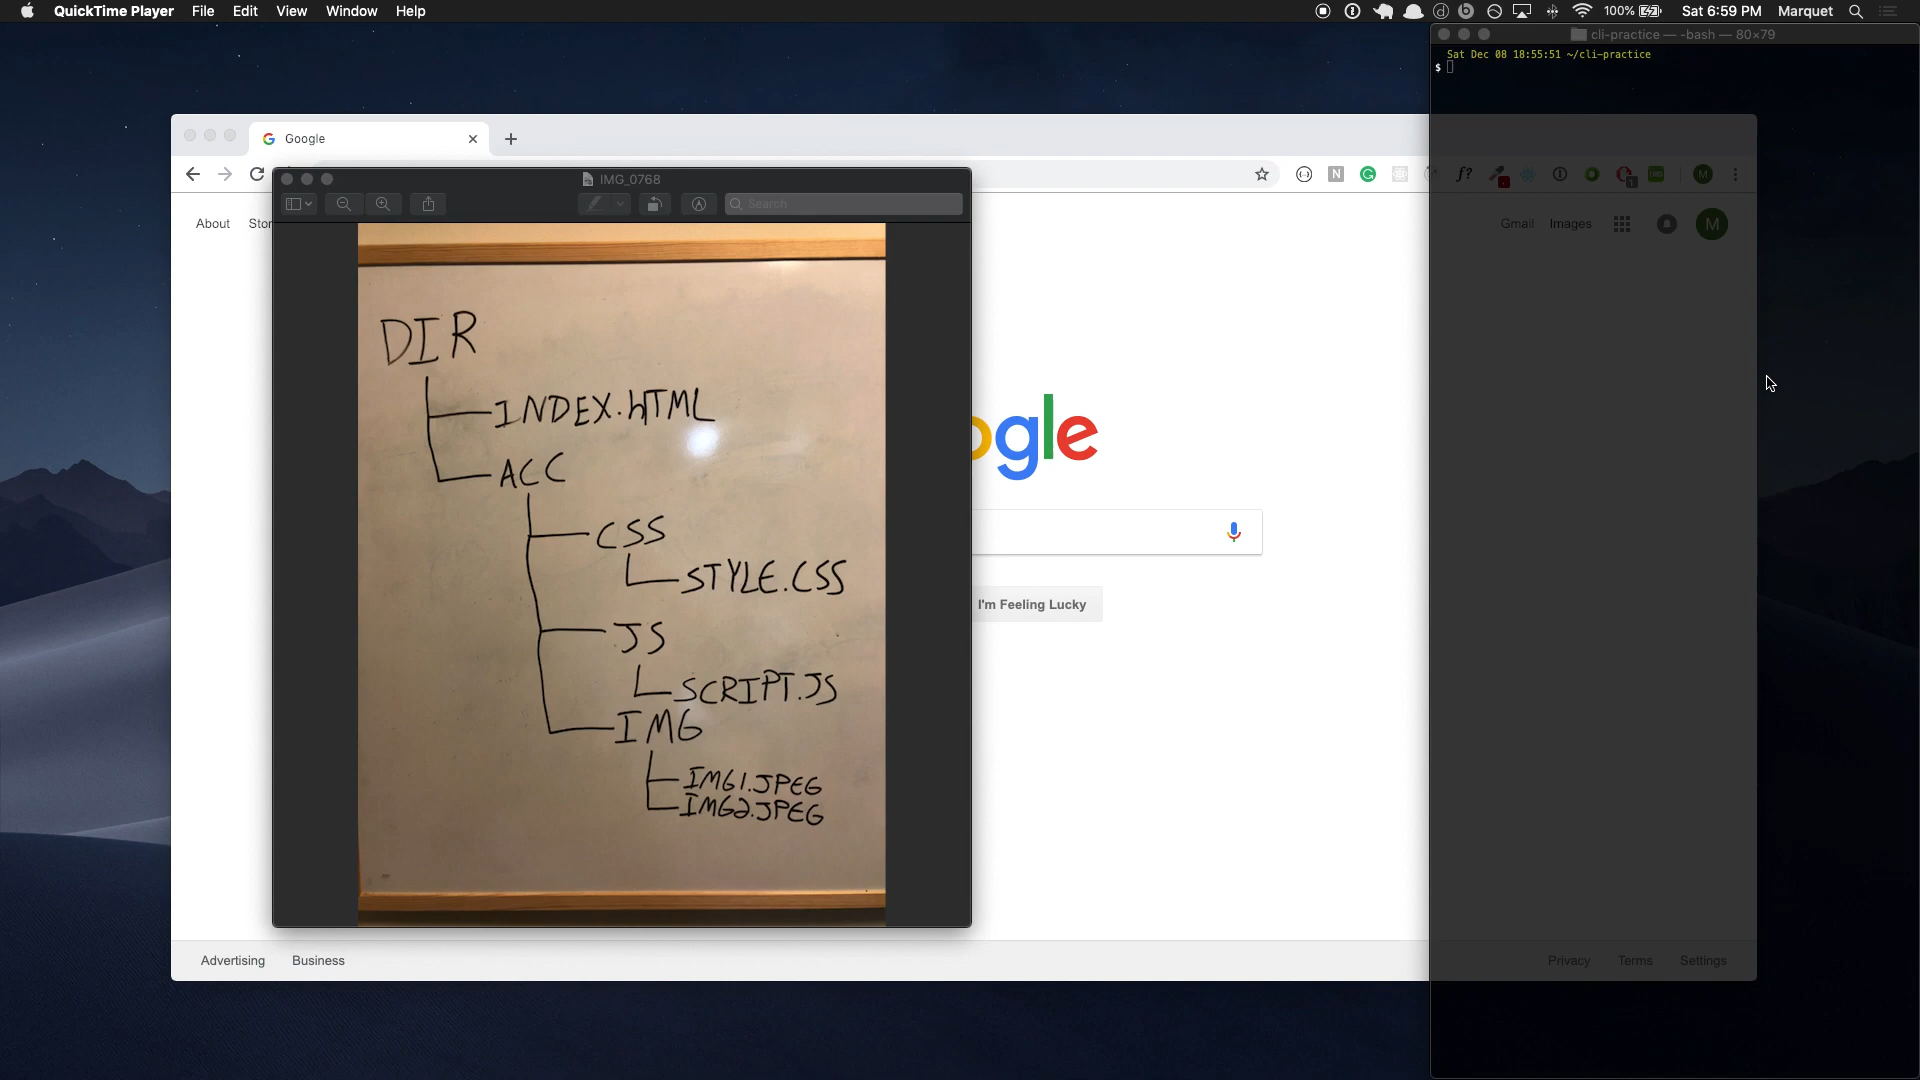 QuickTime Player File Edit View Window Help 100% Sat 6:59 PM Marquet
cli-practice — -bash — 80×79
Sat Dec 08 18:55:51 ~/cli-practice
$
Google
IMG_0768
Search
About
Gmail Images M
DIR
INDEX.hTML
ACC
CSS
STYLE.CSS
JS
SCRIPT.JS
IMG
IMG1.JPEG
IMG2.JPEG
ogle
I'm Feeling Lucky
Advertising Business
Privacy Terms Settings